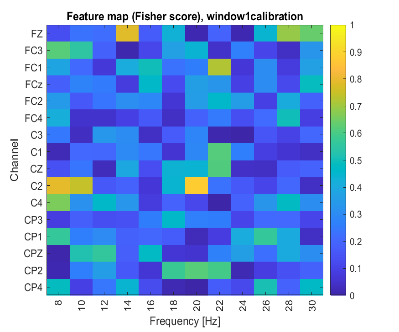 Feature map (Fisher score), window1calibration
Channel
FZ
FC3
FC1
FCz
FC2
FC4
C3
C1
CZ
C2
C4
CP3
CP1
CPZ
CP2
CP4
8 10 12 14 16 18 20 22 24 26 28 30
Frequency [Hz]
1
0.9
0.8
0.7
0.6
0.5
0.4
0.3
0.2
0.1
0